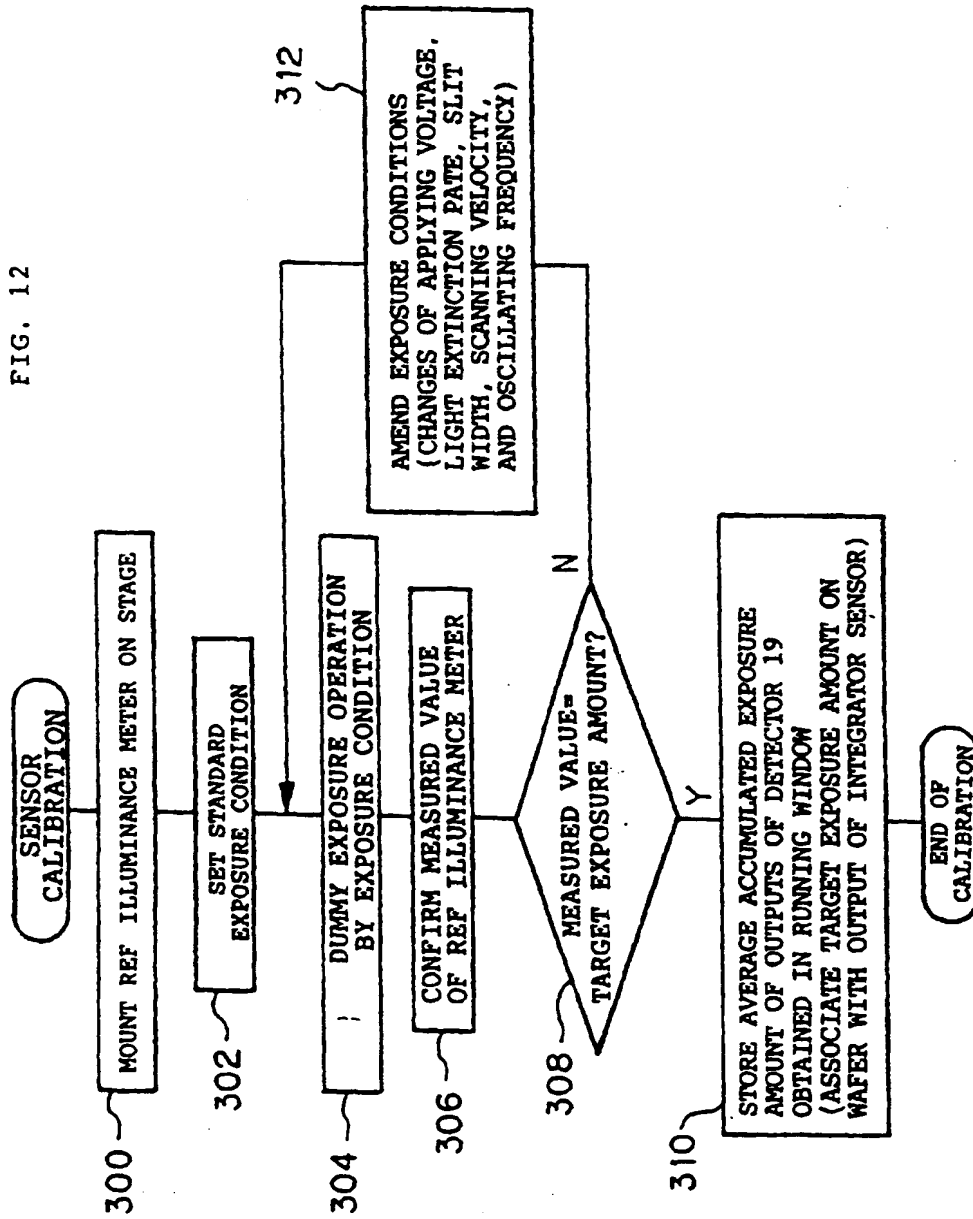 FIG. 12
SENSOR
CALIBRATION
300
MOUNT REF ILLUMINANCE METER ON STAGE
302
SET STANDARD
EXPOSURE CONDITION
304
DUMMY EXPOSURE OPERATION
BY EXPOSURE CONDITION
306
CONFIRM MEASURED VALUE
OF REF ILLUMINANCE METER
308
MEASURED VALUE=
TARGET EXPOSURE AMOUNT?
N
Y
312
AMEND EXPOSURE CONDITIONS
(CHANGES OF APPLYING VOLTAGE,
LIGHT EXTINCTION PATE, SLIT
WIDTH, SCANNING VELOCITY,
AND OSCILLATING FREQUENCY)
310
STORE AVERAGE ACCUMULATED EXPOSURE
AMOUNT OF OUTPUTS OF DETECTOR 19
OBTAINED IN RUNNING WINDOW
(ASSOCIATE TARGET EXPOSURE AMOUNT ON
WAFER WITH OUTPUT OF INTEGRATOR SENSOR)
END OF
CALIBRATION